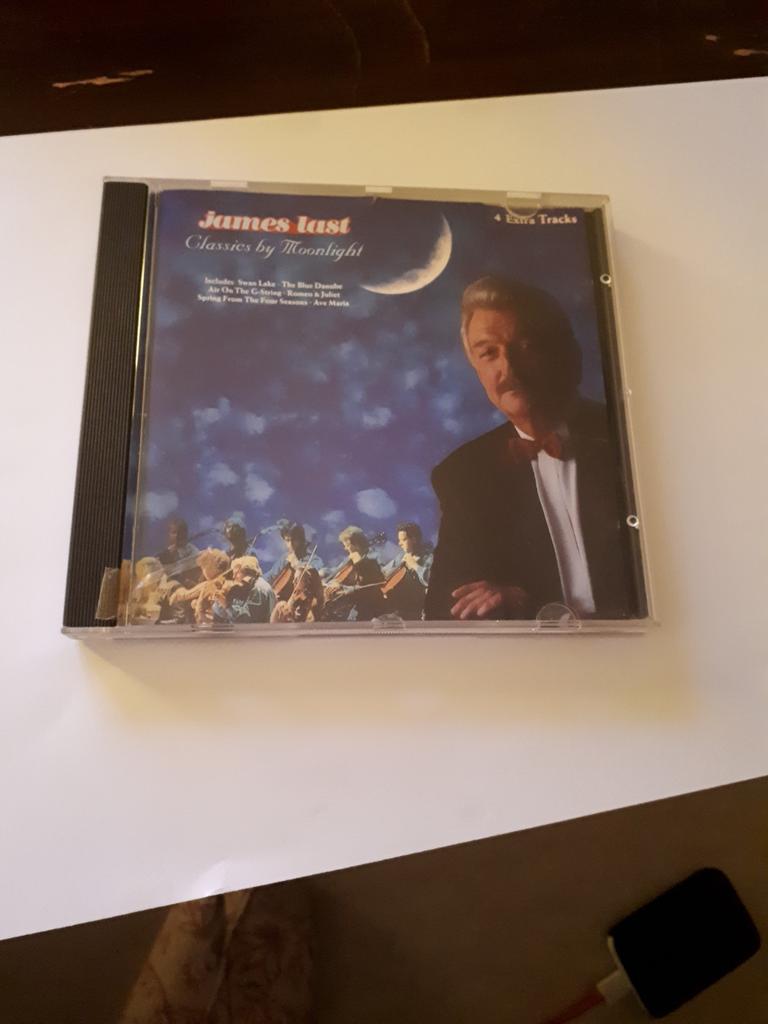 james last
Classics by Moonlight
4 Extra Tracks
Includes: Swan Lake · The Blue Danube
Air On The G-String · Romeo & Juliet
Spring From The Four Seasons · Ave Maria